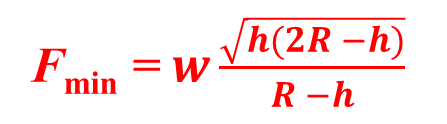 F_min = w √(h(2R − h)) / (R − h)